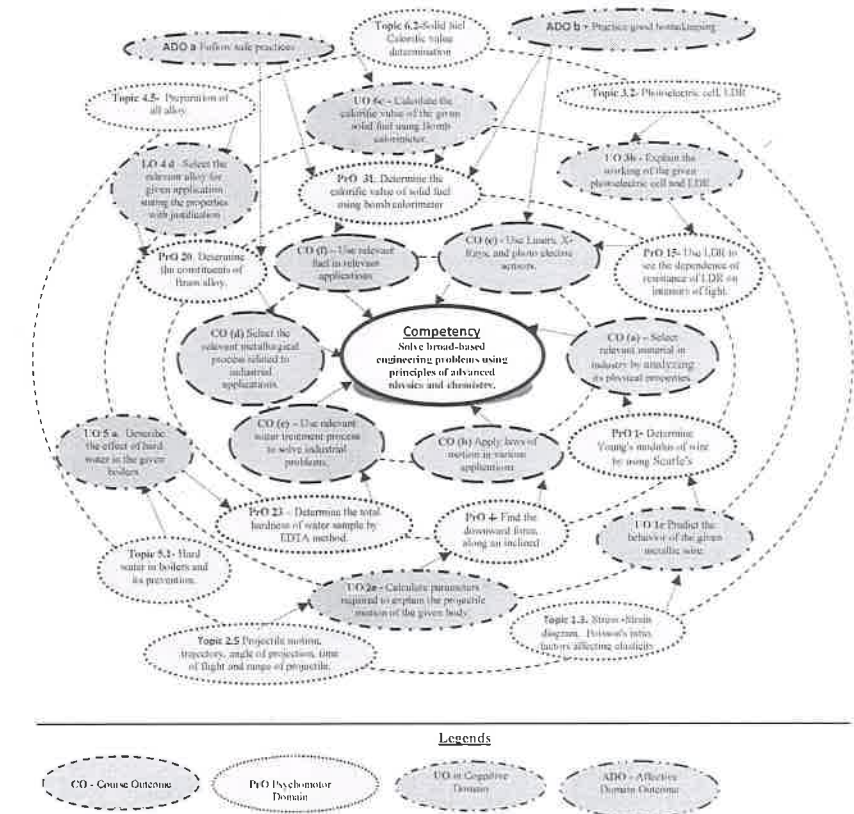 Topic 6.2-Solid fuel
Calorific value
determination
ADO a Follow safe practices
ADO b - Practice good housekeeping
Topic 4.5- Preparation of
all alloy.
UO 6c - Calculate the
calorific value of the given
solid fuel using Bomb
calorimeter.
Topic 3.2- Photoelectric cell, LDR
UO 4d - Select the
relevant alloy for
given application
stating the properties
with justification
PrO 31. Determine the
calorific value of solid fuel
using bomb calorimeter
UO 3b - Explain the
working of the given
photoelectric cell and LDR
PrO 20. Determine
the constituents of
Brass alloy.
CO (f) - Use relevant
fuel in relevant
applications
CO (c) - Use Lasers, X-
Rays, and photo electric
sensors.
PrO 15- Use LDR to
see the dependence of
resistance of LDR on
intensity of light.
CO (d) Select the
relevant metallurgical
process related to
industrial
applications.
Competency
Solve broad-based
engineering problems using
principles of advanced
physics and chemistry.
CO (a) - Select
relevant material in
industry by analyzing
its physical properties.
CO (e) - Use relevant
water treatment process
to solve industrial
problems.
CO (b) Apply laws of
motion in various
applications
PrO 1- Determine
Young's modulus of wire
by using Searle's
UO 5 a. Describe
the effect of hard
water in the given
boilers
PrO 23 - Determine the total
hardness of water sample by
EDTA method.
PrO 4- Find the
downward force,
along an inclined
UO 1c Predict the
behavior of the given
metallic wire.
Topic 5.1- Hard
water in boilers and
its prevention.
UO 2a - Calculate parameters
required to explain the projectile
motion of the given body.
Topic 2.5 Projectile motion,
trajectory, angle of projection, time
of flight and range of projectile.
Topic 1.3. Stress -Strain
diagram, Poisson's ratio,
factors affecting elasticity
Legends
CO - Course Outcome
PrO Psychomotor
Domain
UO in Cognitive
Domain
ADO - Affective
Domain Outcome